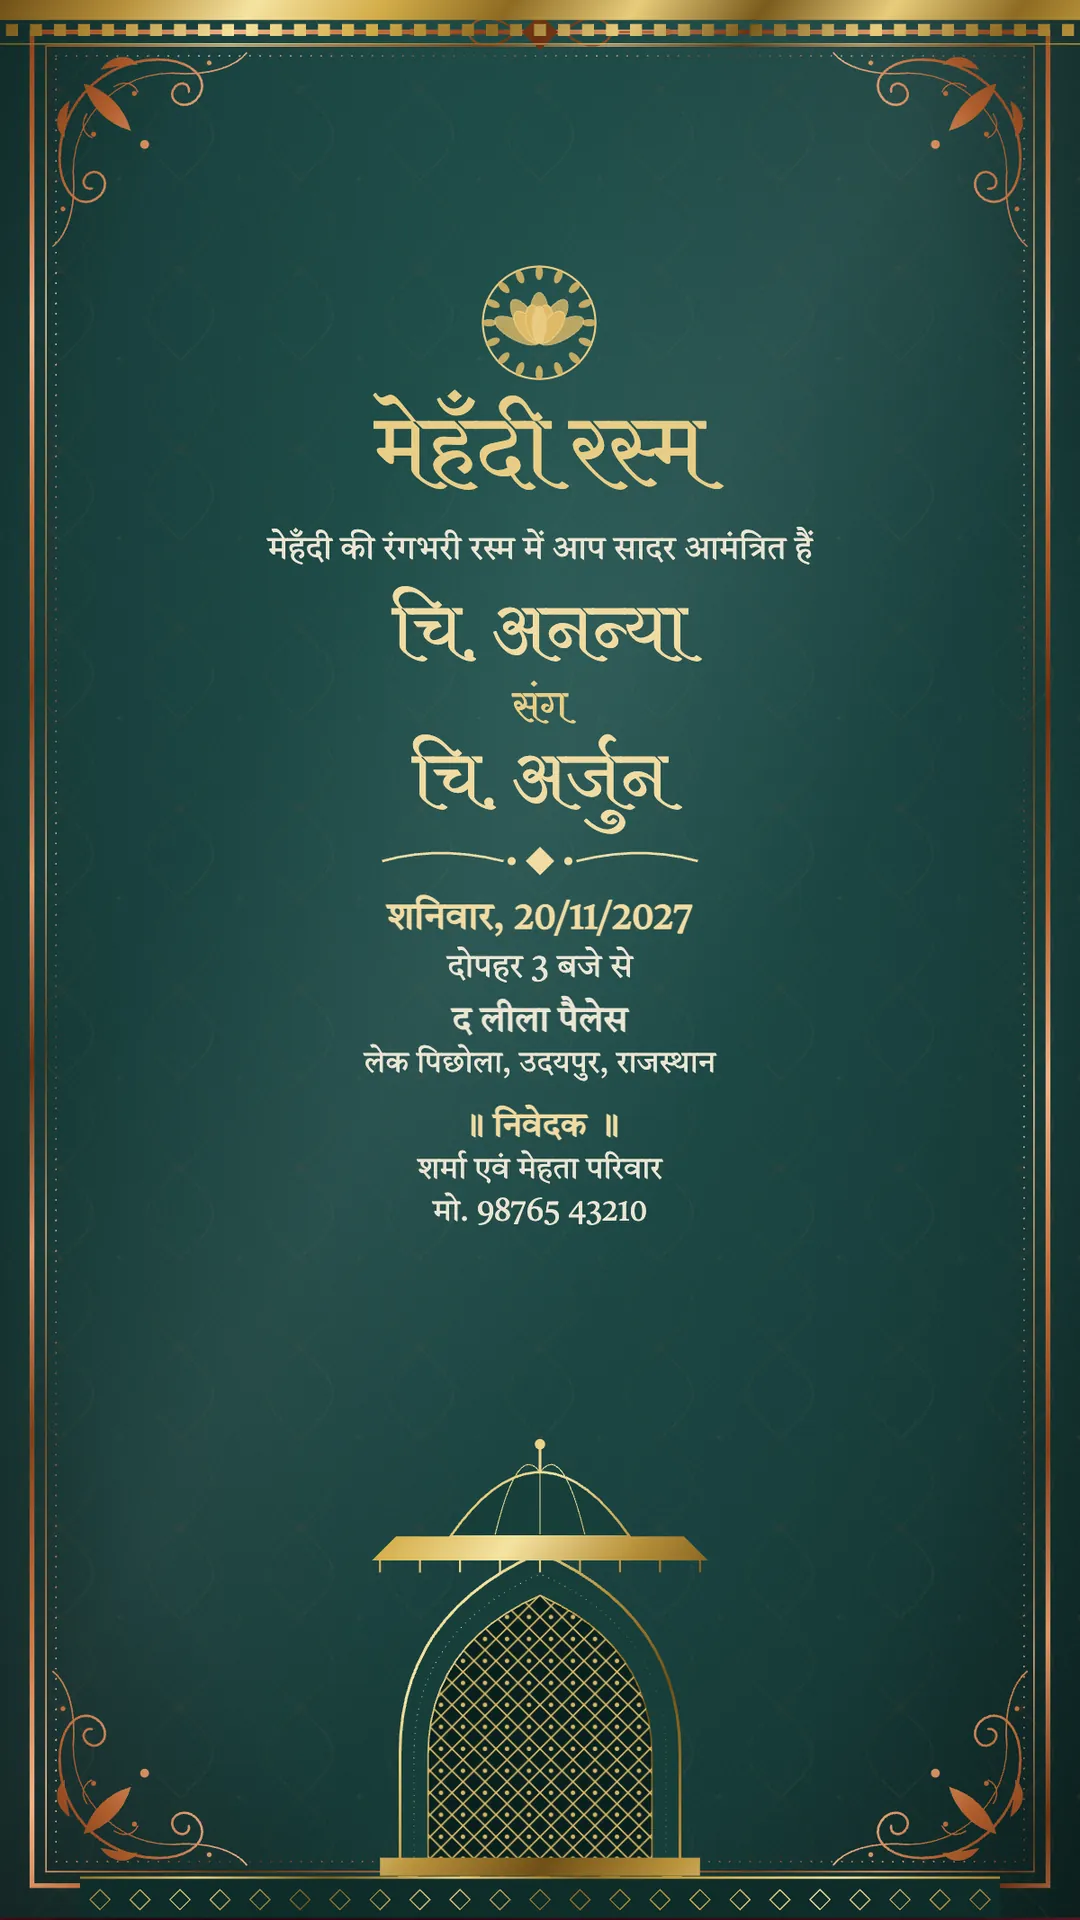 मेहँदी रस्म
मेहँदी की रंगभरी रस्म में आप सादर आमंत्रित हैं
चि. अनन्या
संग
चि. अर्जुन
शनिवार, 20/11/2027
दोपहर 3 बजे से
द लीला पैलेस
लेक पिछोला, उदयपुर, राजस्थान
॥ निवेदक ॥
शर्मा एवं मेहता परिवार
मो. 98765 43210